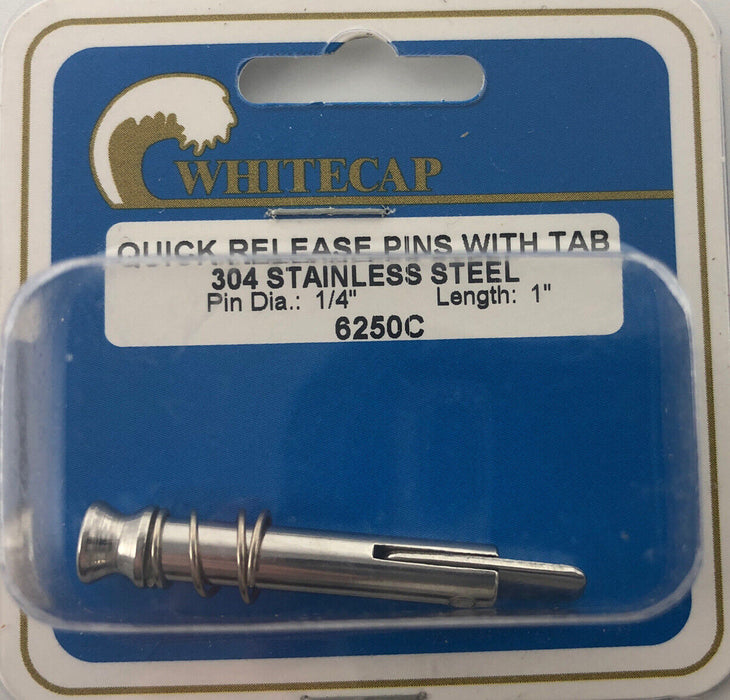 WHITECAP
QUICK RELEASE PINS WITH TAB
304 STAINLESS STEEL
Pin Dia.: 1/4" Length: 1"
6250C